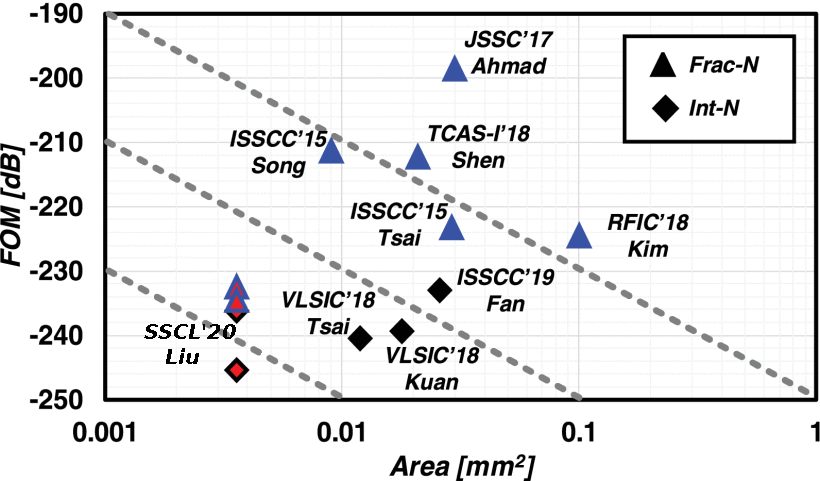 -190
-200
-210
-220
-230
-240
-250
FOM [dB]
JSSC’17
Ahmad
Frac-N
Int-N
ISSCC’15
Song
TCAS-I’18
Shen
ISSCC’15
Tsai
RFIC’18
Kim
ISSCC’19
Fan
VLSIC’18
Tsai
SSCL'20
Liu
VLSIC’18
Kuan
0.001
0.01
0.1
1
Area [mm²]